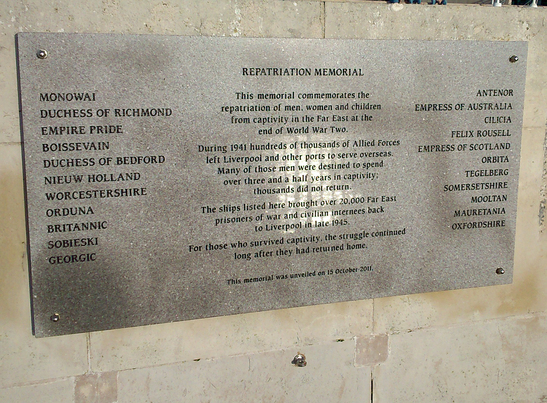 REPATRIATION MEMORIAL
MONOWAI
DUCHESS OF RICHMOND
EMPIRE PRIDE
BOISSEVAIN
DUCHESS OF BEDFORD
NIEUW HOLLAND
WORCESTERSHIRE
ORDUNA
BRITANNIC
SOBIESKI
GEORGIC
This memorial commemorates the
repatriation of men, women and children
from captivity in the Far East at the
end of World War Two.
During 1941 hundreds of thousands of Allied Forces
left Liverpool and other ports to serve overseas.
Many of those men were destined to spend
over three and a half years in captivity;
thousands did not return.
The ships listed here brought over 20,000 Far East
prisoners of war and civilian internees back
to Liverpool in late 1945.
For those who survived captivity, the struggle continued
long after they had returned home.
This memorial was unveiled on 15 October 2011.
ANTENOR
EMPRESS OF AUSTRALIA
CILICIA
FELIX ROUSELL
EMPRESS OF SCOTLAND
ORBITA
TEGELBERG
SOMERSETSHIRE
MOOLTAN
MAURETANIA
OXFORDSHIRE